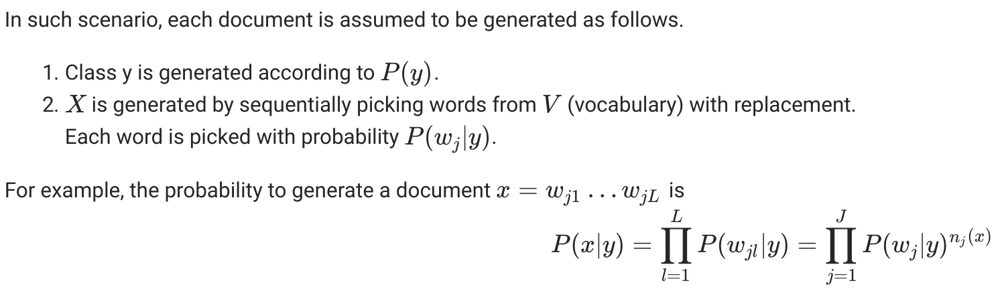 In such scenario, each document is assumed to be generated as follows.
1. Class y is generated according to $P(y)$.
2. $X$ is generated by sequentially picking words from $V$ (vocabulary) with replacement.
Each word is picked with probability $P(w_j|y)$.
For example, the probability to generate a document $x = w_{j1} \ldots w_{jL}$ is
$P(x|y) = \prod_{l=1}^{L} P(w_{jl}|y) = \prod_{j=1}^{J} P(w_j|y)^{n_j(x)}$